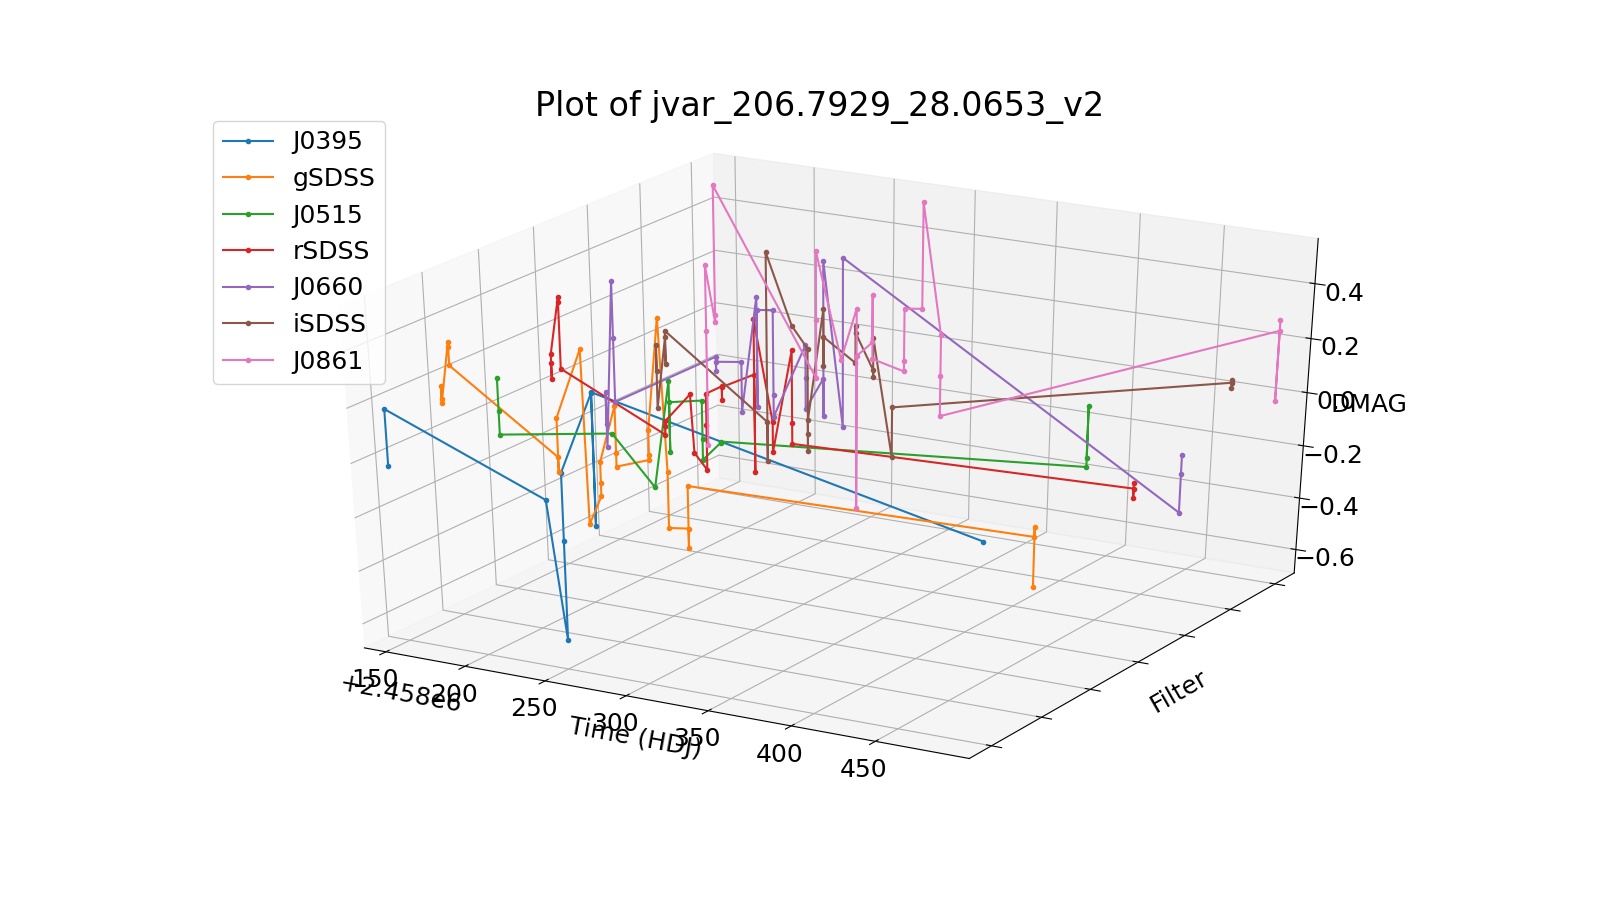 Plot of jvar_206.7929_28.0653_v2
J0395
gSDSS
J0515
rSDSS
J0660
iSDSS
J0861
0.4
0.2
0.0
DMAG
−0.2
−0.4
−0.6
150
200
250
300
350
400
450
+2.458e6
Time (HDJ)
Filter